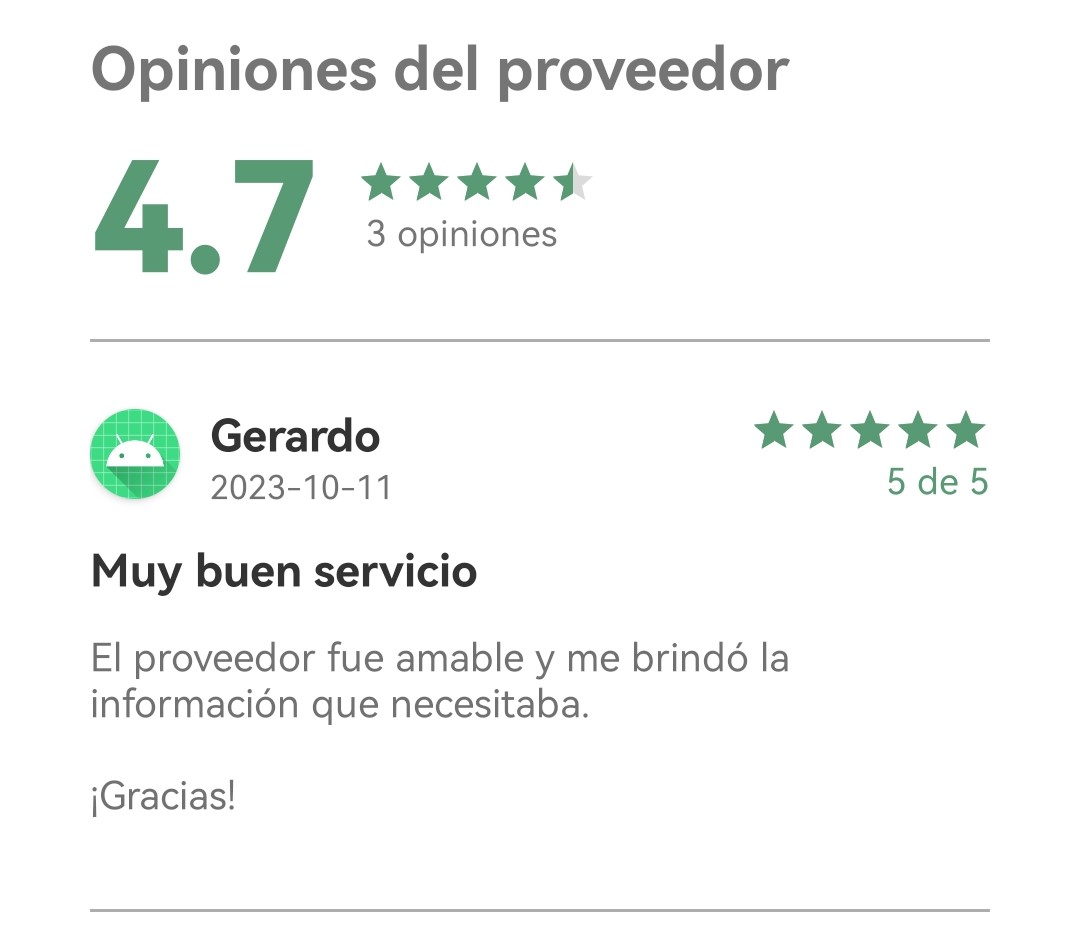 Opiniones del proveedor
4.7
3 opiniones
Gerardo
2023-10-11
5 de 5
Muy buen servicio
El proveedor fue amable y me brindó la
información que necesitaba.
¡Gracias!